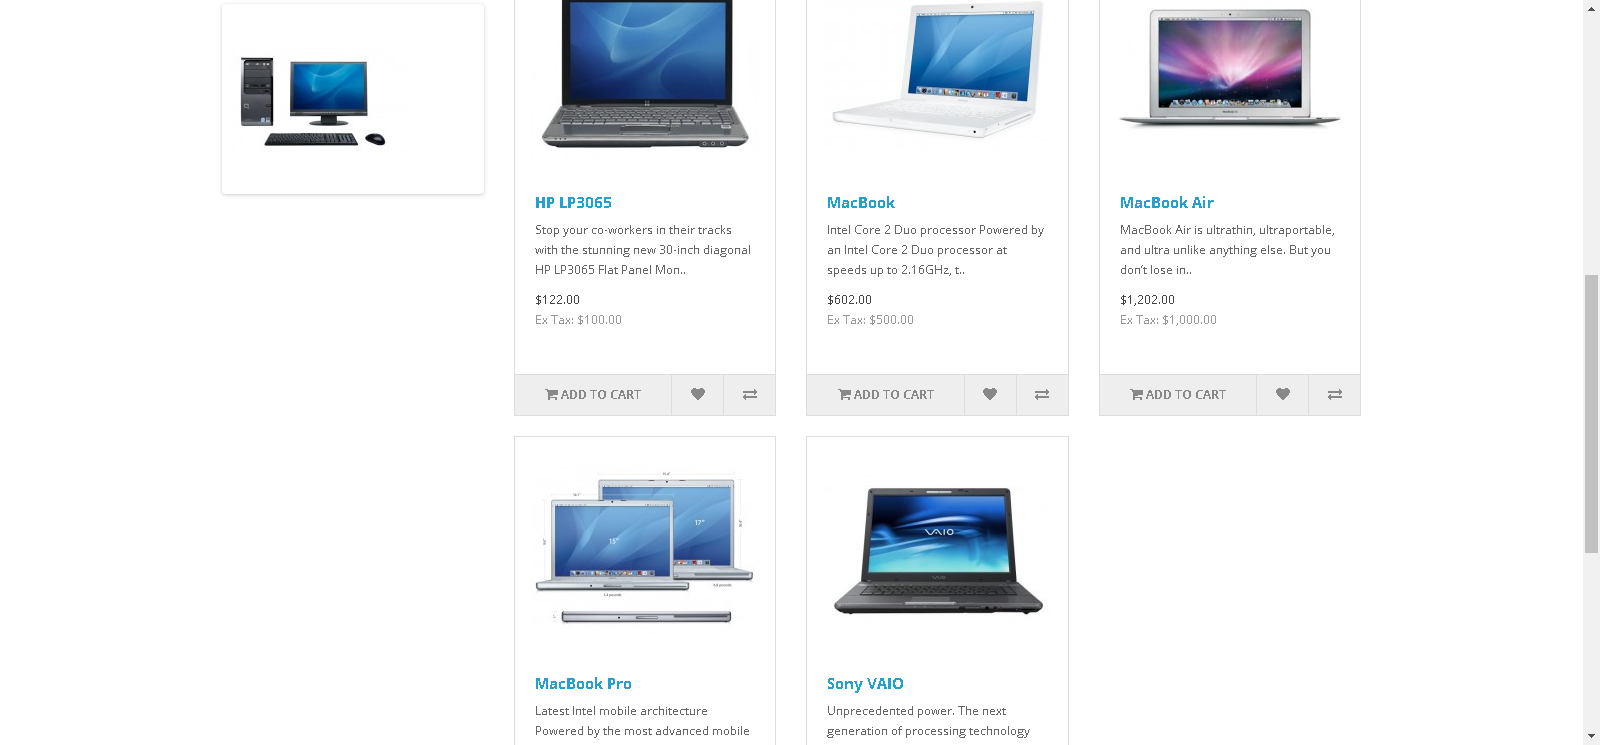 HP LP3065
Stop your co-workers in their tracks
with the stunning new 30-inch diagonal
HP LP3065 Flat Panel Mon..
$122.00
Ex Tax: $100.00
ADD TO CART
MacBook
Intel Core 2 Duo processor Powered by
an Intel Core 2 Duo processor at
speeds up to 2.16GHz, t..
$602.00
Ex Tax: $500.00
ADD TO CART
MacBook Air
MacBook Air is ultrathin, ultraportable,
and ultra unlike anything else. But you
don’t lose in..
$1,202.00
Ex Tax: $1,000.00
ADD TO CART
15"
17"
MacBook Pro
Latest Intel mobile architecture
Powered by the most advanced mobile
VAIO
Sony VAIO
Unprecedented power. The next
generation of processing technology